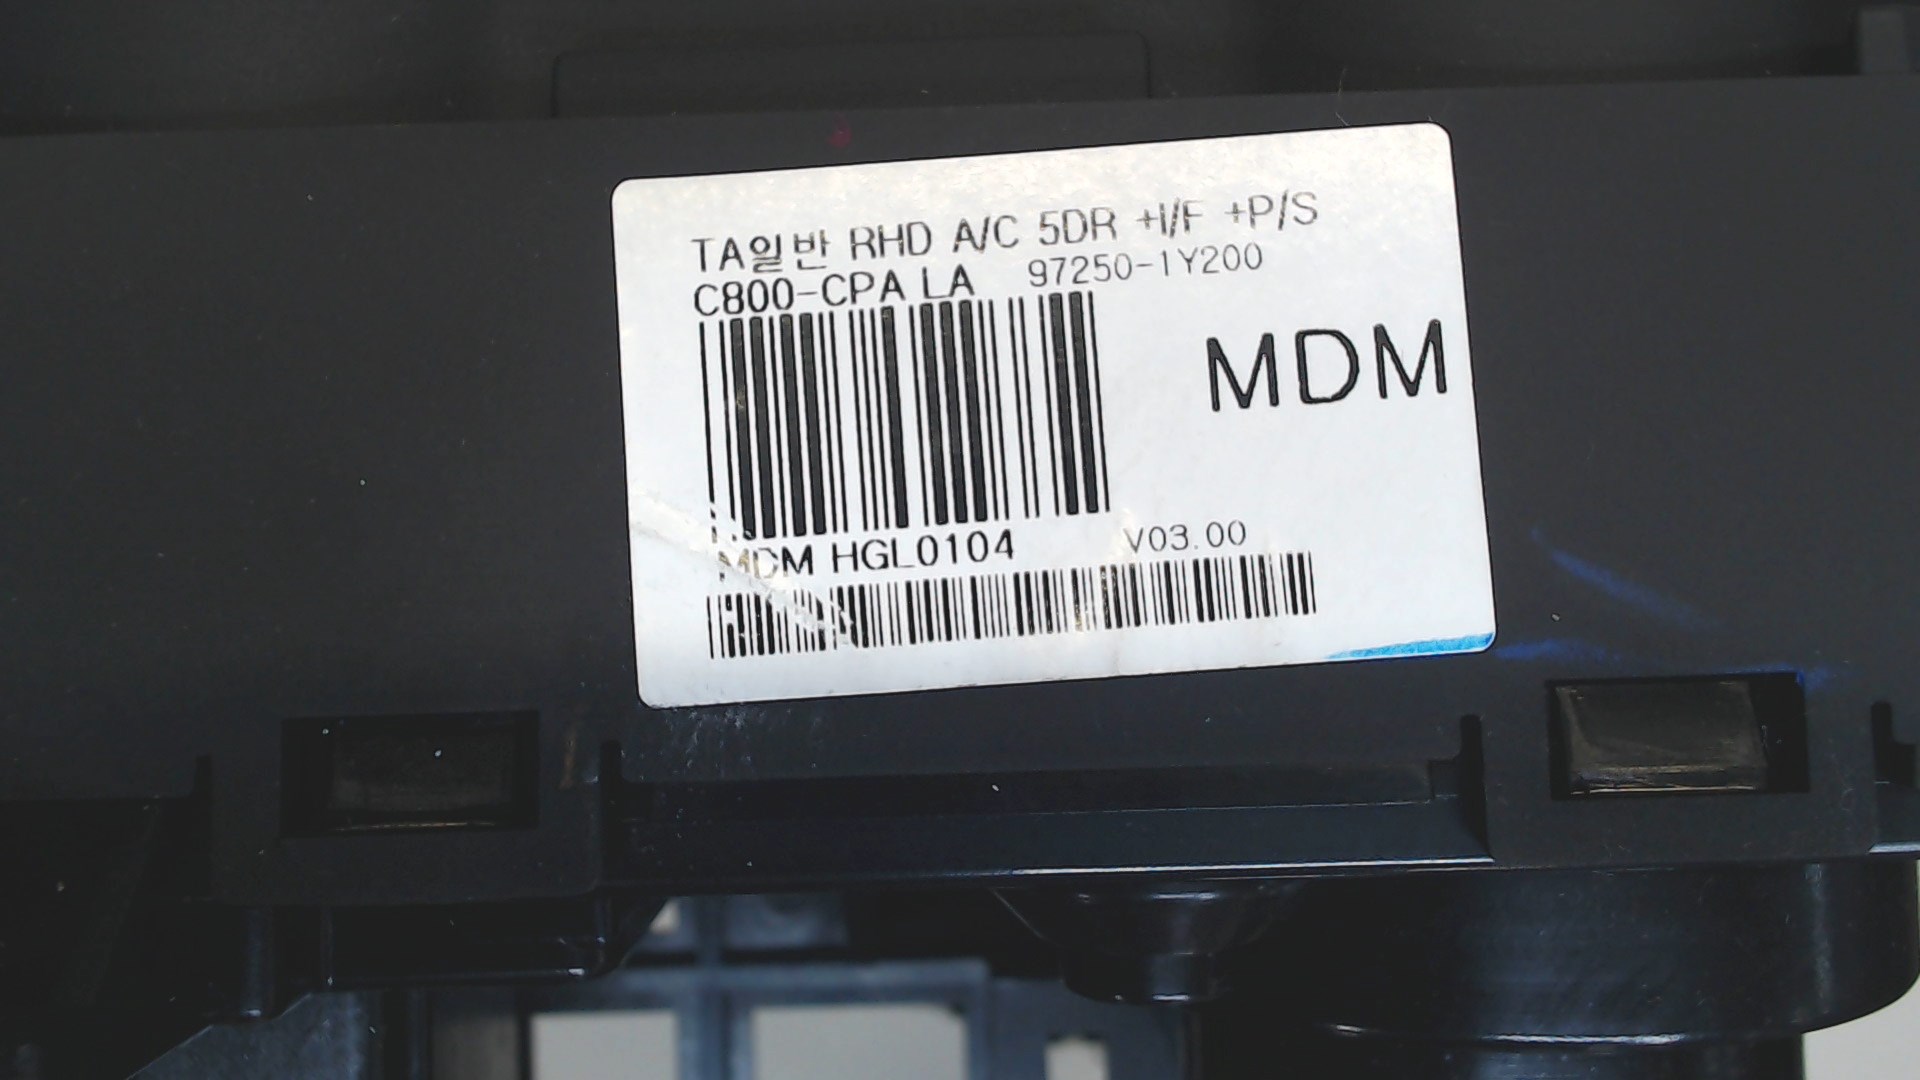 TA일반 RHD A/C 5DR +I/F +P/S
C800-CPA LA 97250-1Y200
MDM
MDM HGL0104 V03.00